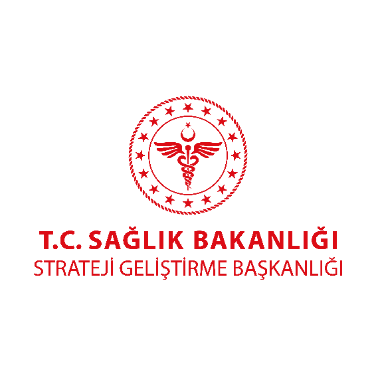 T.C. SAĞLIK BAKANLIĞI
STRATEJİ GELİŞTİRME BAŞKANLIĞI